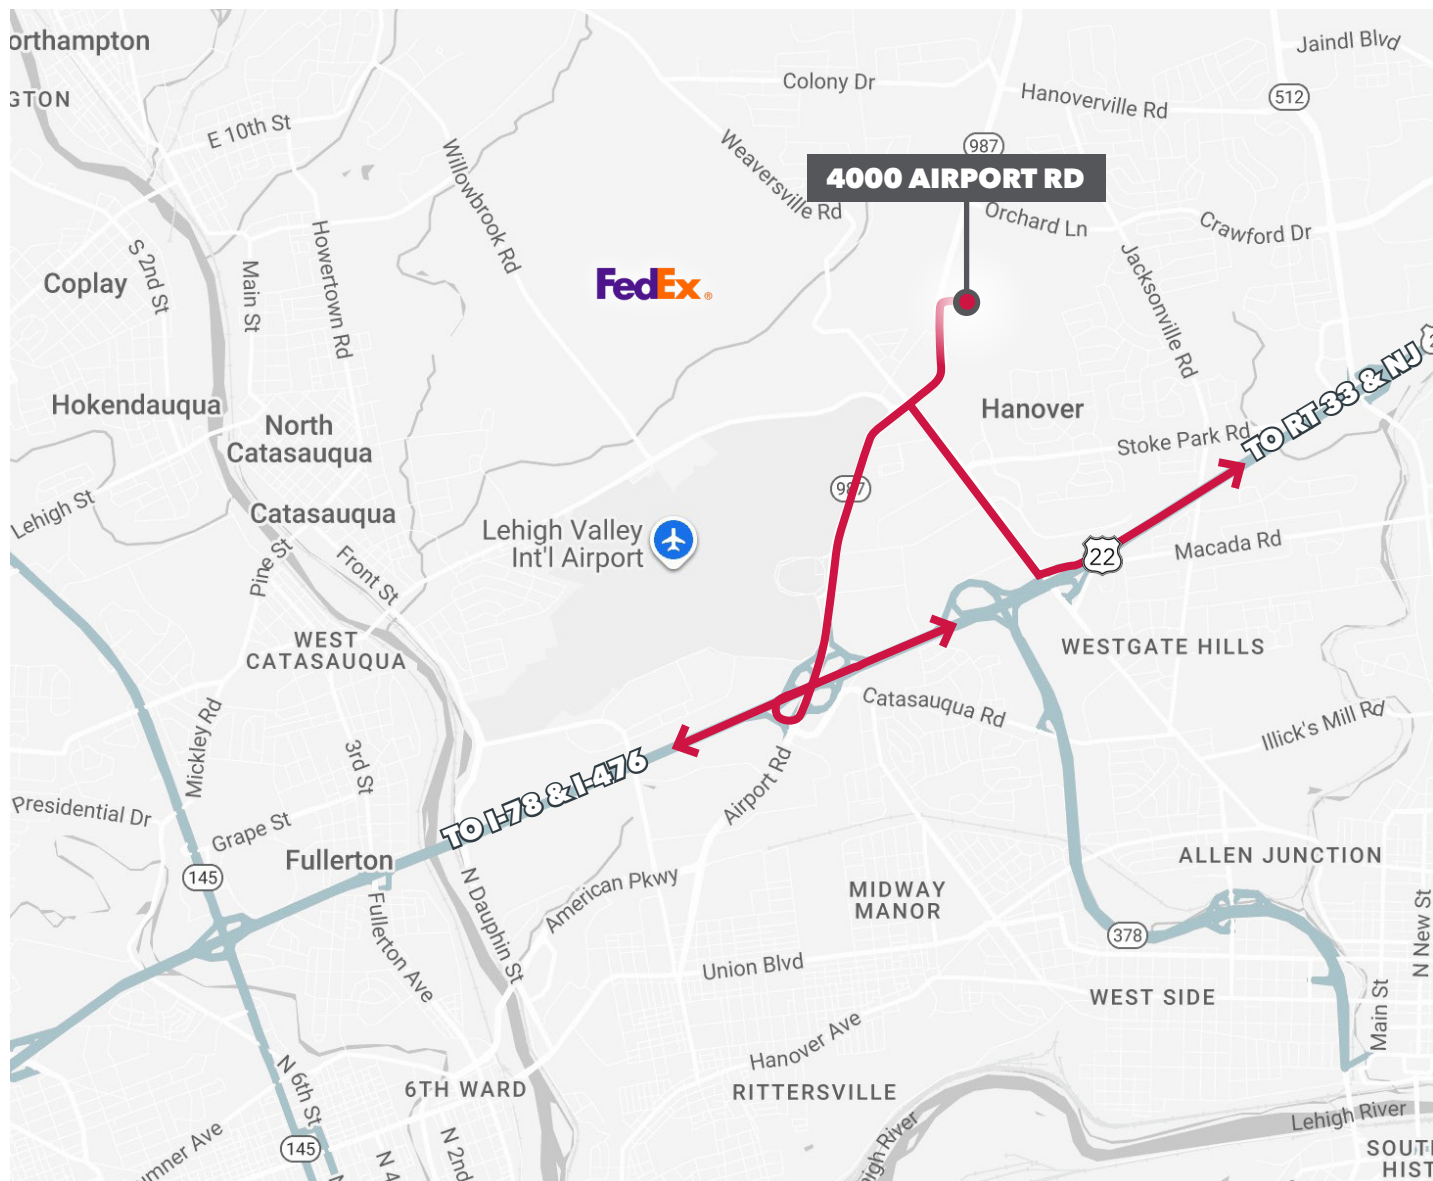 orthampton
GTON
E 10th St
Colony Dr
Hanoverville Rd
Jaindl Blvd
512
987
Willowbrook Rd
Weaversville Rd
4000 AIRPORT RD
Orchard Ln
Crawford Dr
Jacksonville Rd
S 2nd St
Main St
Howertown Rd
Coplay
FedEx®
Hokendauqua
North
Catasauqua
Hanover
Stoke Park Rd
TO RT 33 & NJ
987
Lehigh St
Catasauqua
Pine St
Front St
Lehigh Valley
Int'l Airport
22
Macada Rd
WEST
CATASAUQUA
WESTGATE HILLS
Catasauqua Rd
Illick's Mill Rd
Mickley Rd
3rd St
Airport Rd
TO I-78 & I-476
Presidential Dr
Grape St
Fullerton
145
N Dauphin St
American Pkwy
MIDWAY
MANOR
ALLEN JUNCTION
378
Fullerton Ave
Union Blvd
N New St
WEST SIDE
Main St
Hanover Ave
N 6th St
6TH WARD
RITTERSVILLE
Lehigh River
igh River
145
umner Ave
N 4
N 2nd
N
SOUT
HIST